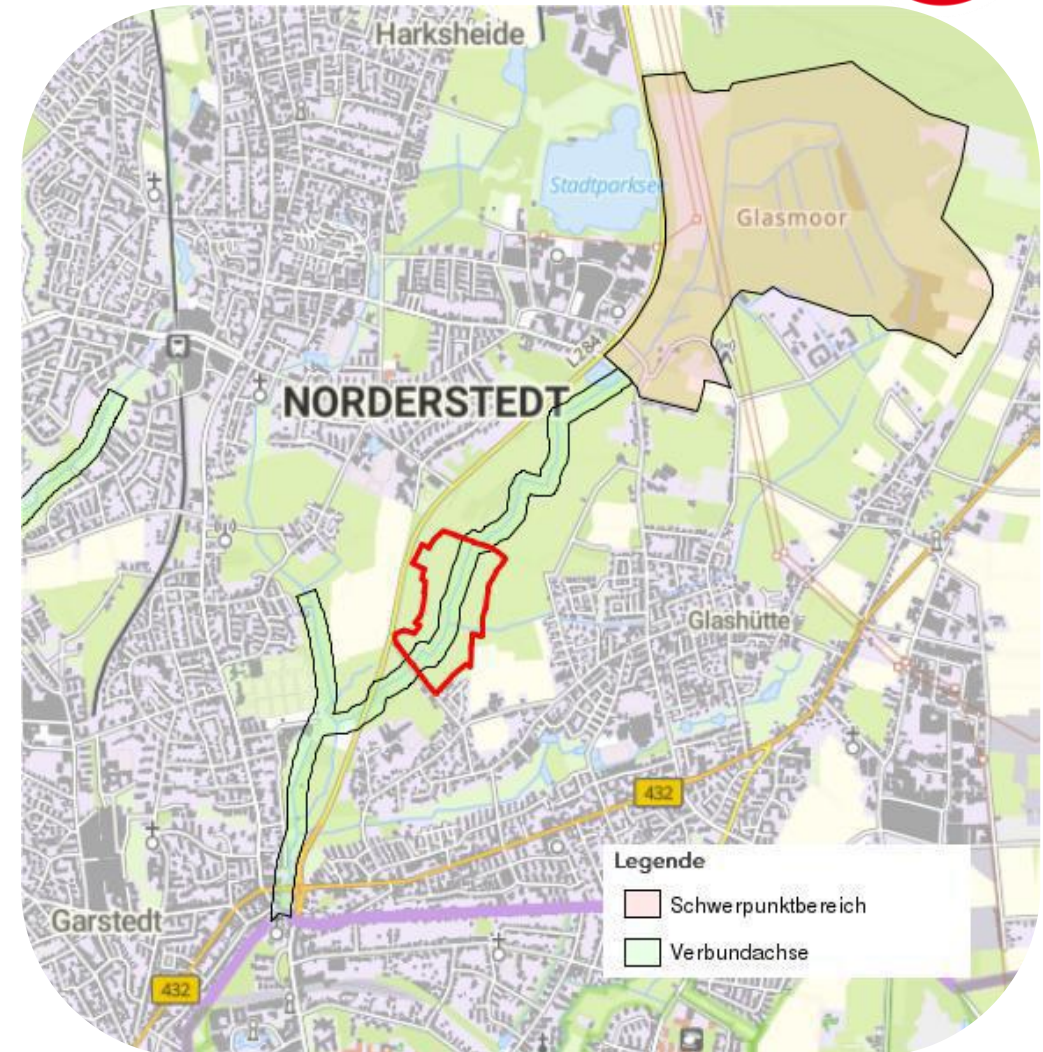 Harksheide
Stadtparksee
Glasmoor
L284
NORDERSTEDT
Glashütte
432
Garstedt
432
Legende
Schwerpunktbereich
Verbundachse